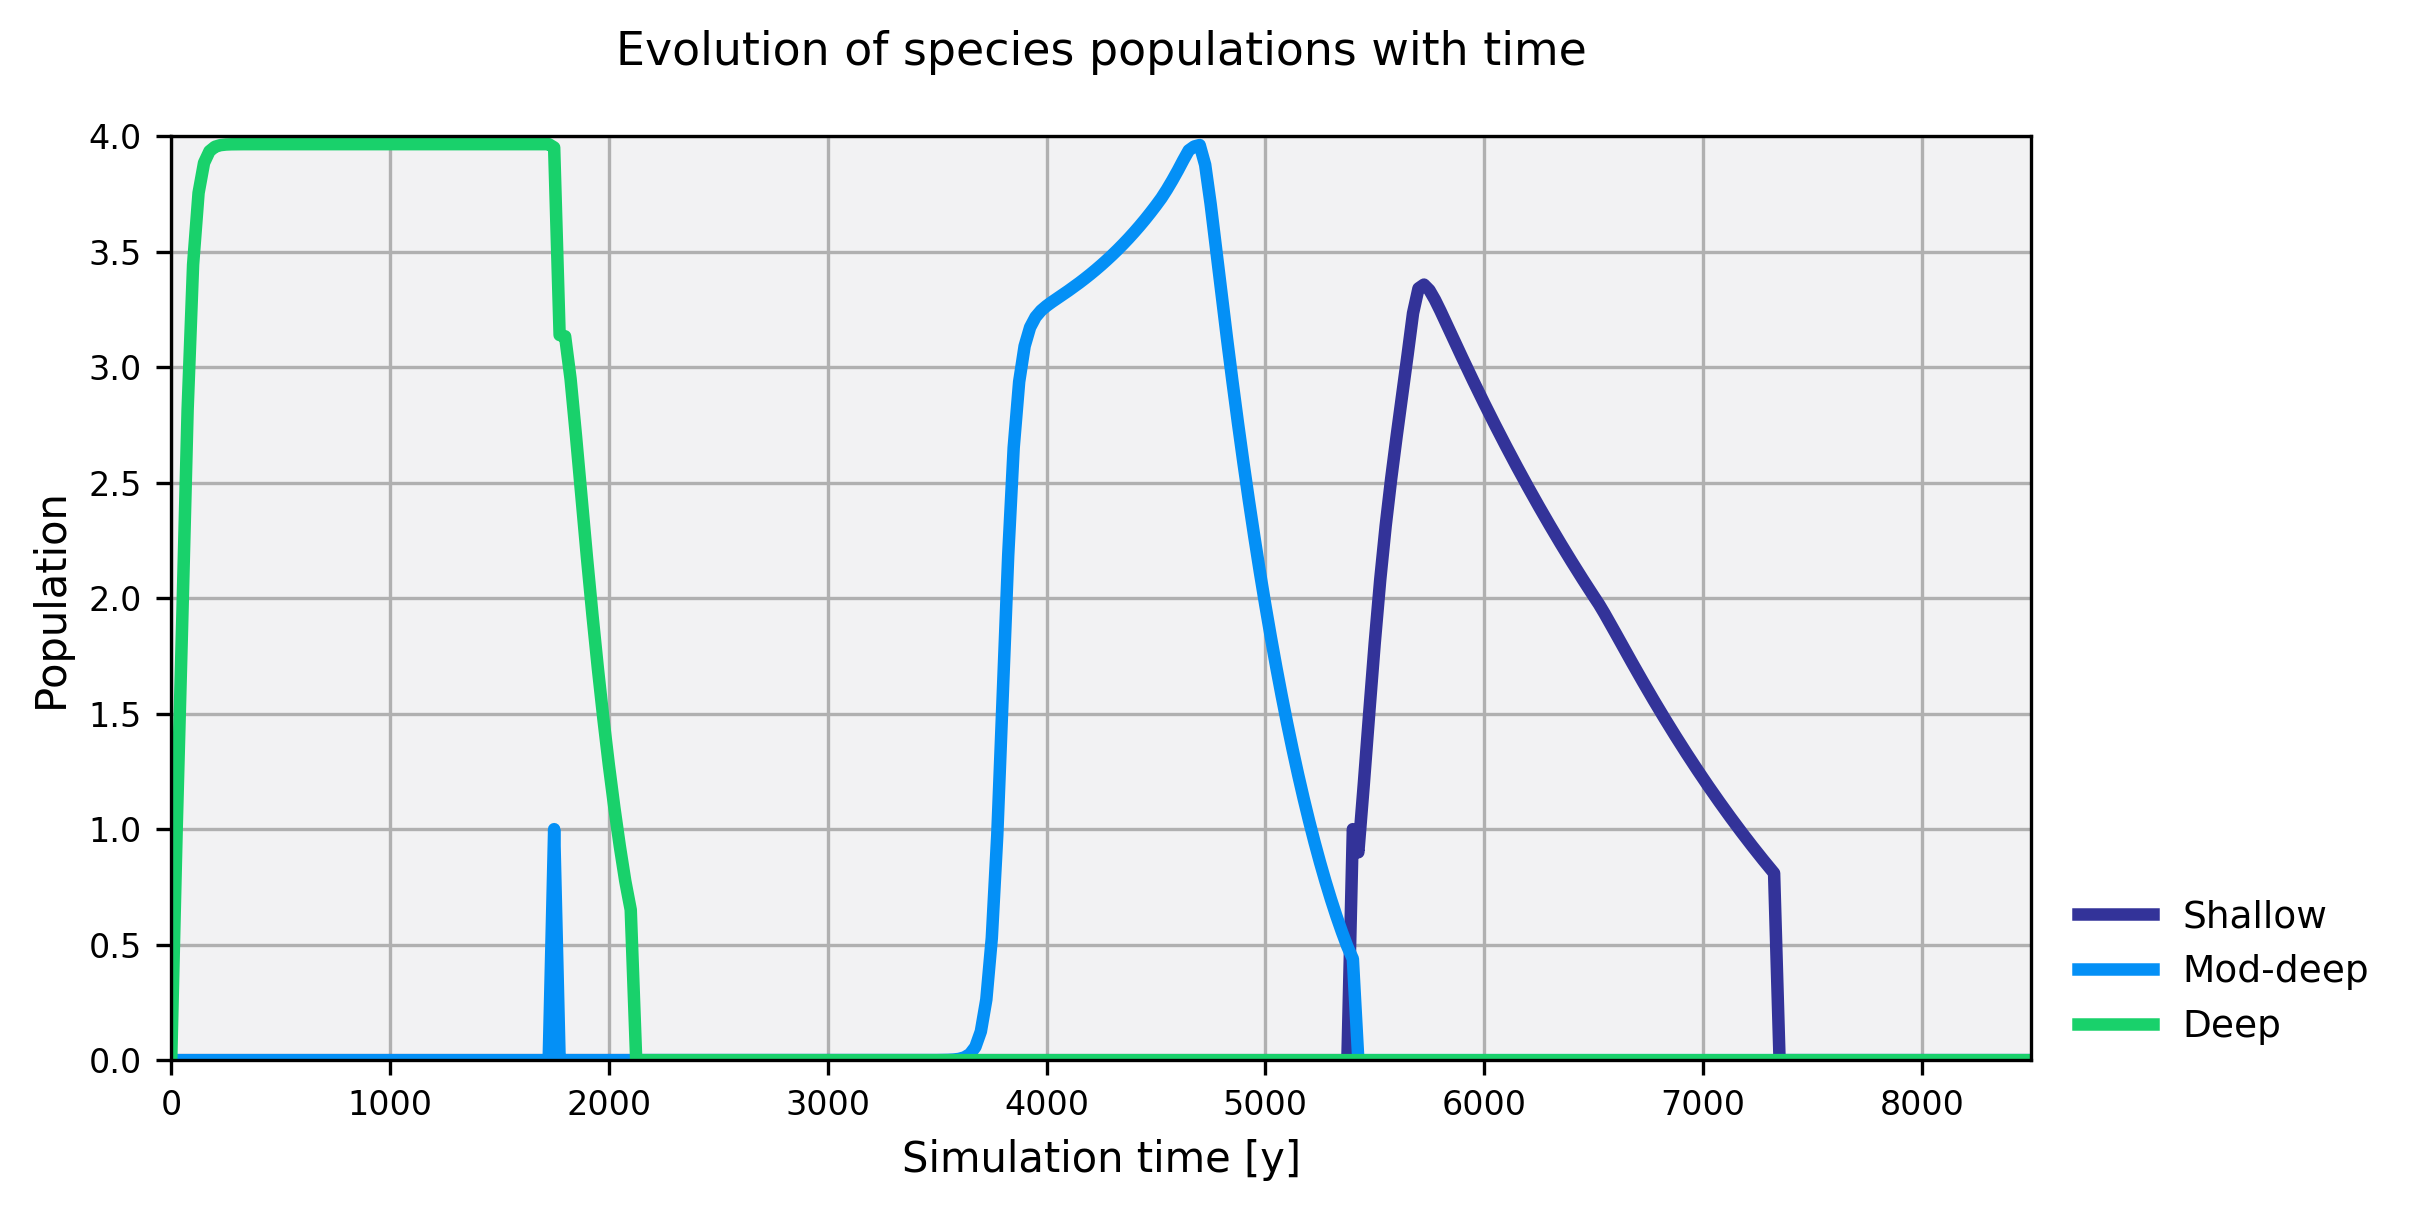 Evolution of species populations with time
4.0
3.5
3.0
2.5
2.0
1.5
1.0
0.5
0.0
Population
0 1000 2000 3000 4000 5000 6000 7000 8000
Simulation time [y]
Shallow
Mod-deep
Deep